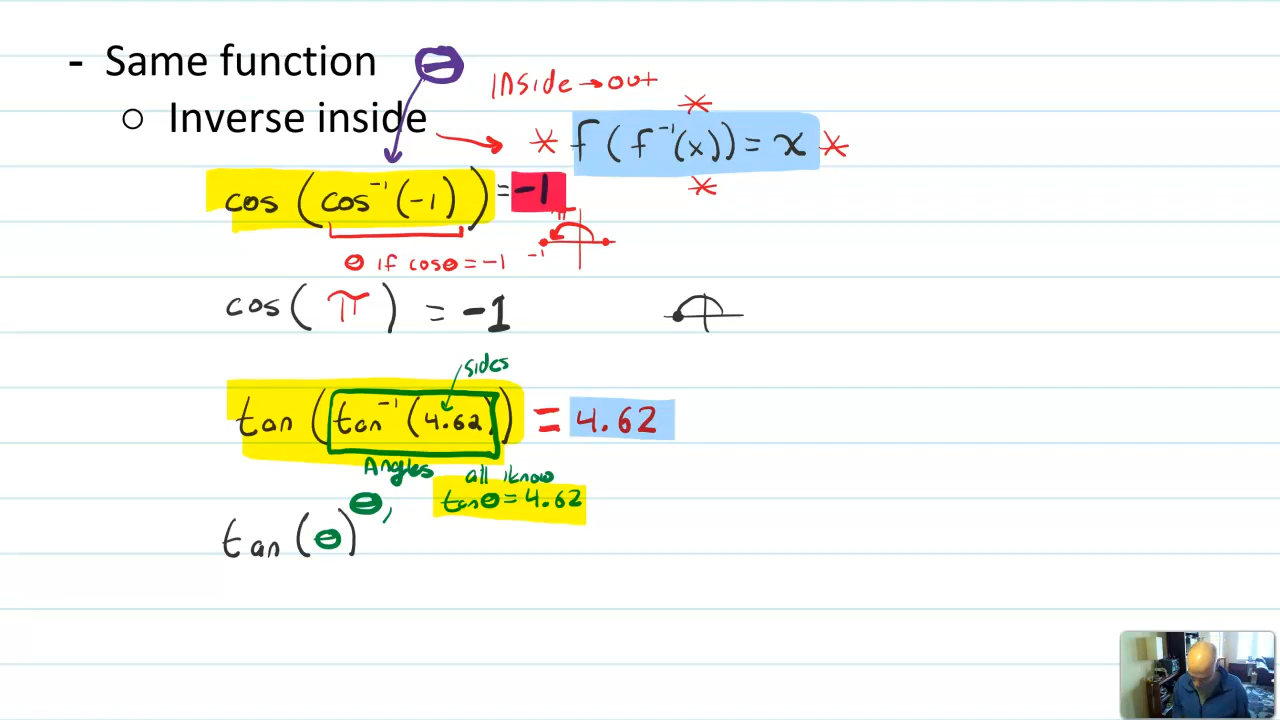 - Same function θ
inside → out
○ Inverse inside
* f(f⁻¹(x)) = x *
*
*
cos(cos⁻¹(-1)) = -1
π
-1
θ if cosθ = -1
cos(π) = -1
sides
tan(tan⁻¹(4.62)) = 4.62
Angles
all I know
θ,
tanθ = 4.62
tan(θ)